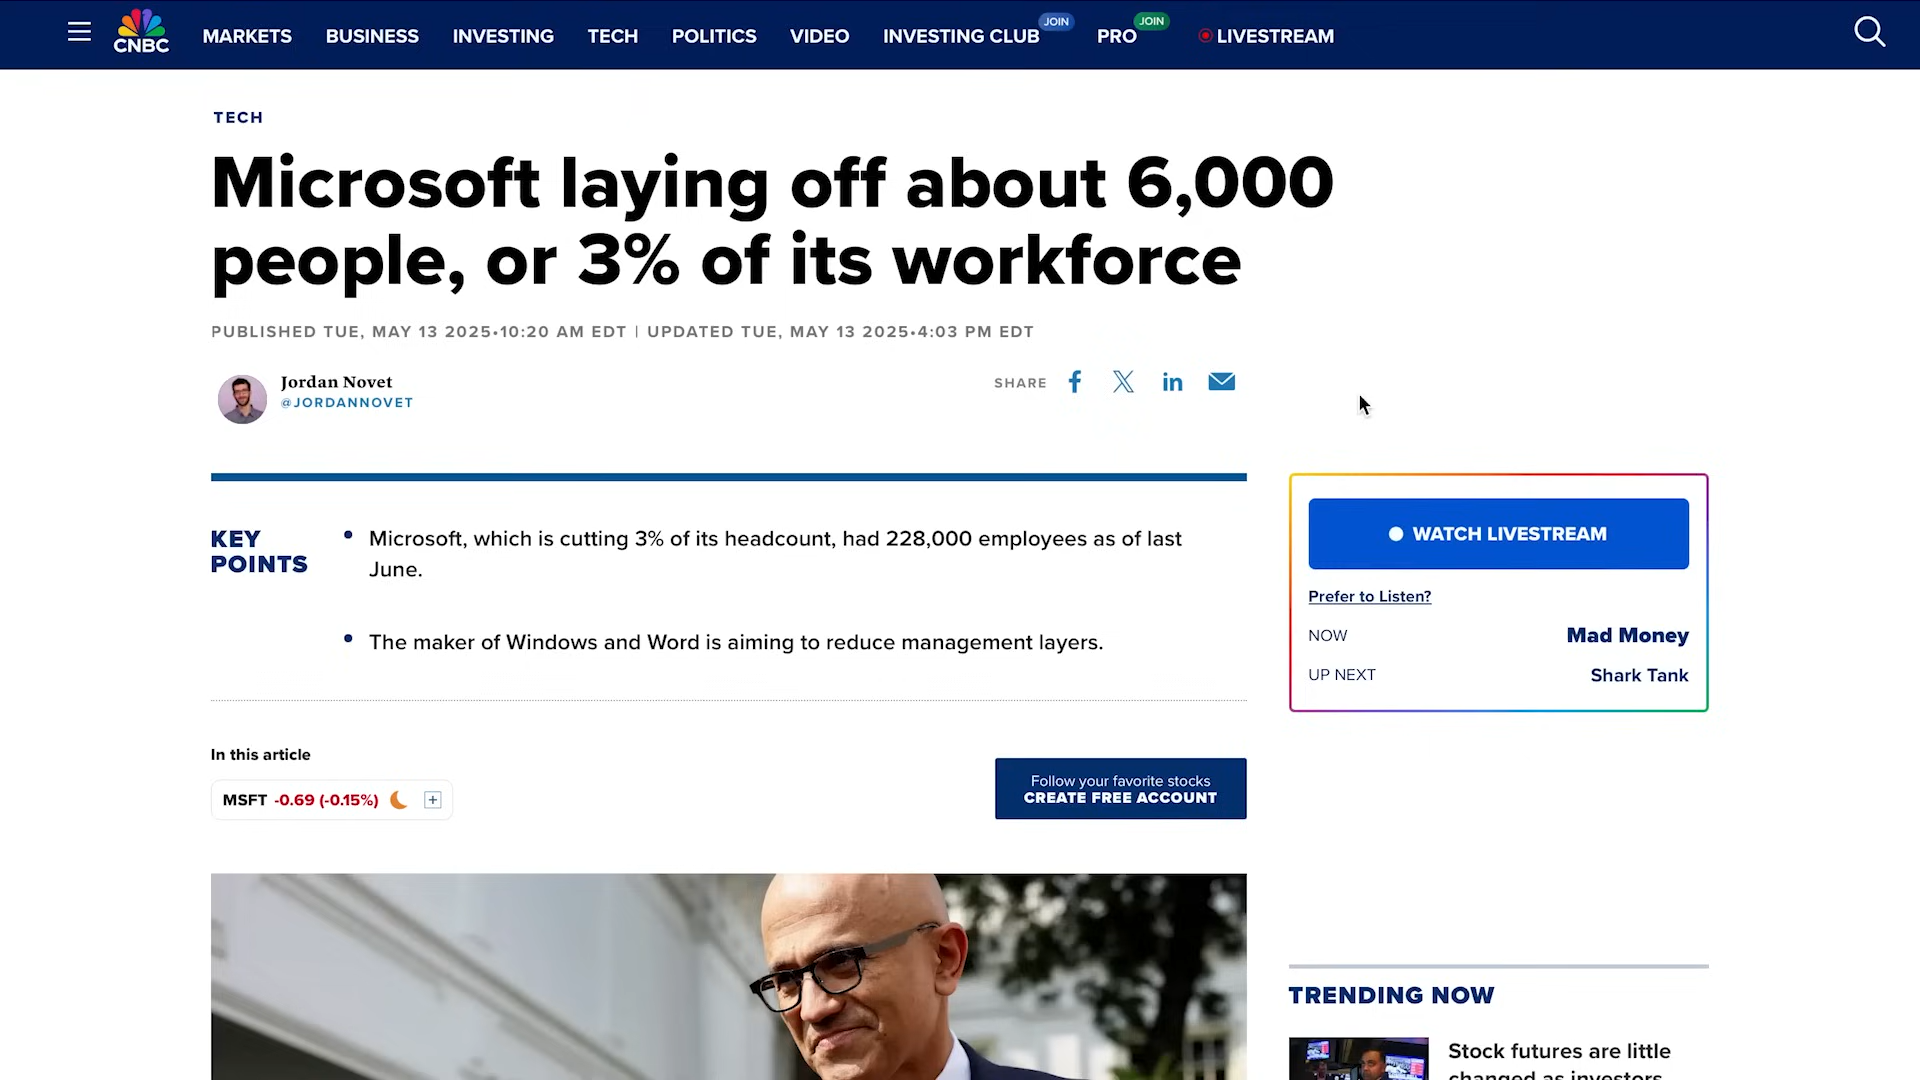 CNBC
MARKETS
BUSINESS
INVESTING
TECH
POLITICS
VIDEO
INVESTING CLUB
JOIN
PRO
JOIN
LIVESTREAM
TECH
Microsoft laying off about 6,000
people, or 3% of its workforce
PUBLISHED TUE, MAY 13 2025•10:20 AM EDT | UPDATED TUE, MAY 13 2025•4:03 PM EDT
Jordan Novet
@JORDANNOVET
SHARE
KEY
POINTS
Microsoft, which is cutting 3% of its headcount, had 228,000 employees as of last
June.
The maker of Windows and Word is aiming to reduce management layers.
WATCH LIVESTREAM
Prefer to Listen?
NOW
Mad Money
UP NEXT
Shark Tank
In this article
MSFT -0.69 (-0.15%)
Follow your favorite stocks
CREATE FREE ACCOUNT
TRENDING NOW
Stock futures are little
changed as investors